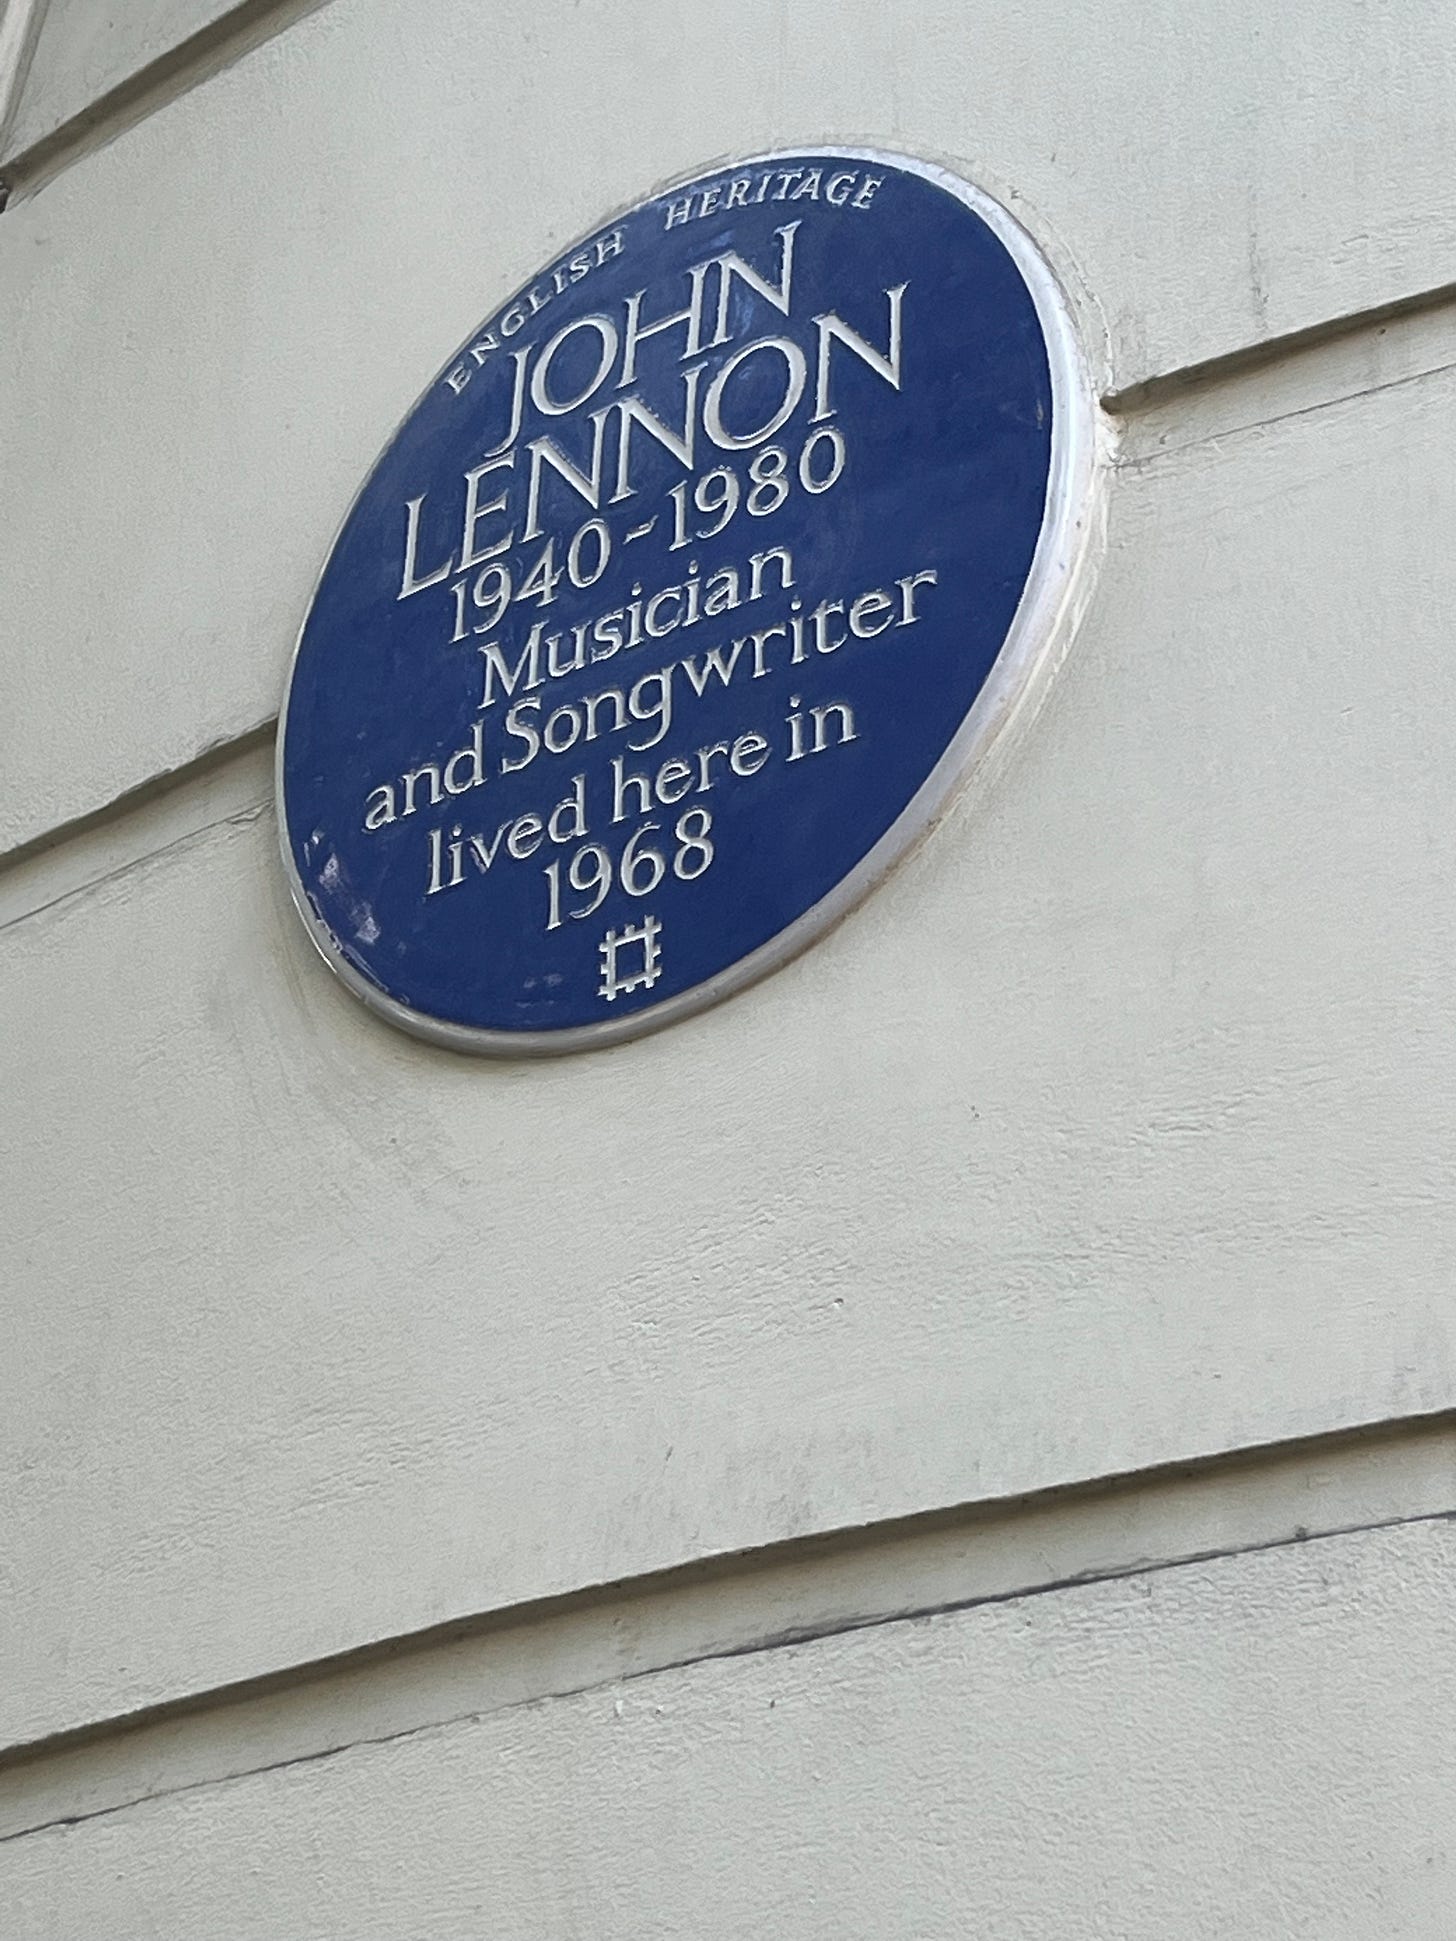 ENGLISH HERITAGE
JOHN
LENNON
1940-1980
Musician
and Songwriter
lived here in
1968